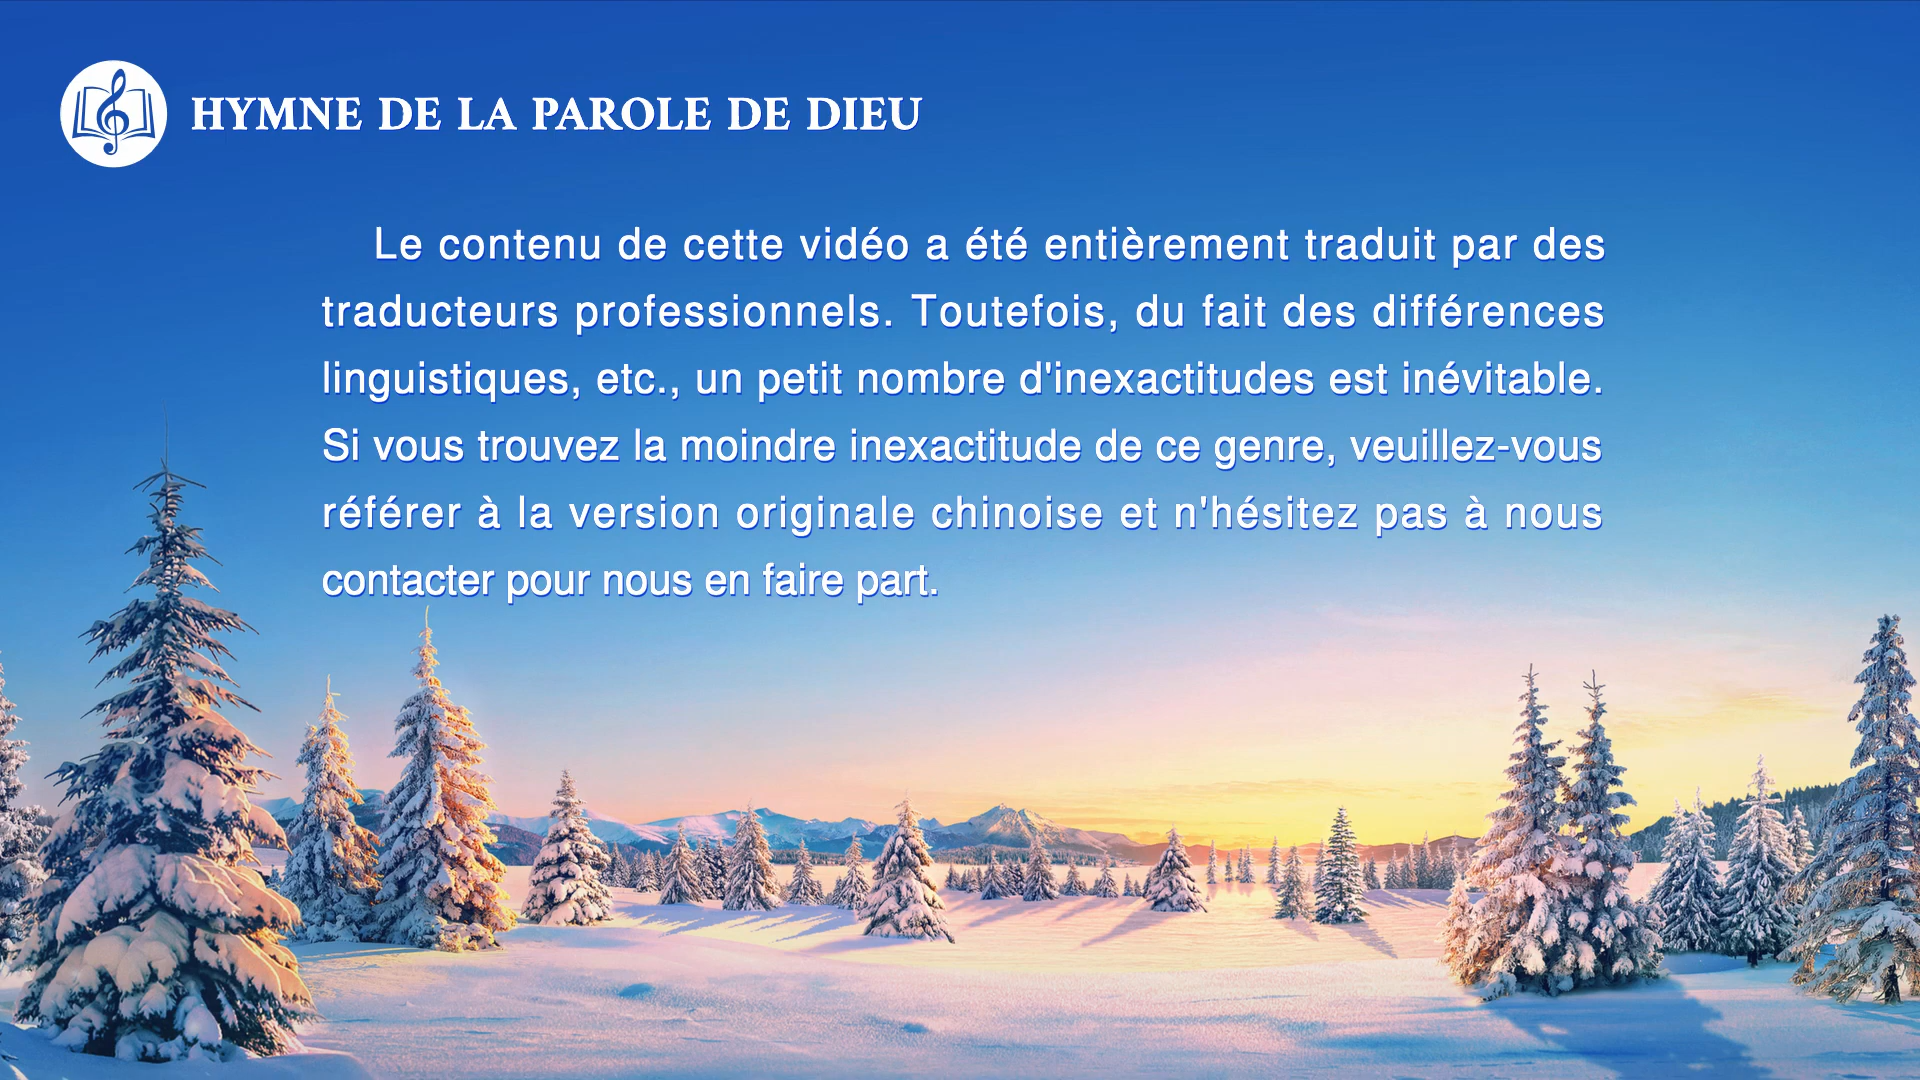 HYMNE DE LA PAROLE DE DIEU
Le contenu de cette vidéo a été entièrement traduit par des
traducteurs professionnels. Toutefois, du fait des différences
linguistiques, etc., un petit nombre d'inexactitudes est inévitable.
Si vous trouvez la moindre inexactitude de ce genre, veuillez-vous
référer à la version originale chinoise et n'hésitez pas à nous
contacter pour nous en faire part.